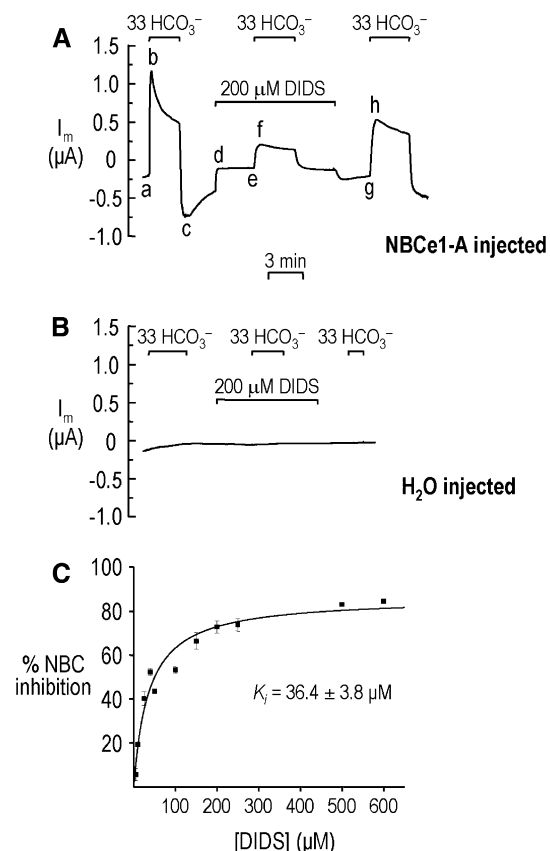 A
33 HCO₃⁻ 33 HCO₃⁻ 33 HCO₃⁻
1.5
b
1.0
200 µM DIDS
h
0.5
f
Iₘ
(µA)
d
0
a
e
g
-0.5
c
-1.0
NBCe1-A injected
3 min
B
1.5
33 HCO₃⁻ 33 HCO₃⁻ 33 HCO₃⁻
1.0
200 µM DIDS
0.5
Iₘ
(µA)
0
-0.5
H₂O injected
-1.0
C
100
80
60
% NBC
inhibition
Kᵢ = 36.4 ± 3.8 µM
40
20
100 200 300 400 500 600
[DIDS] (µM)